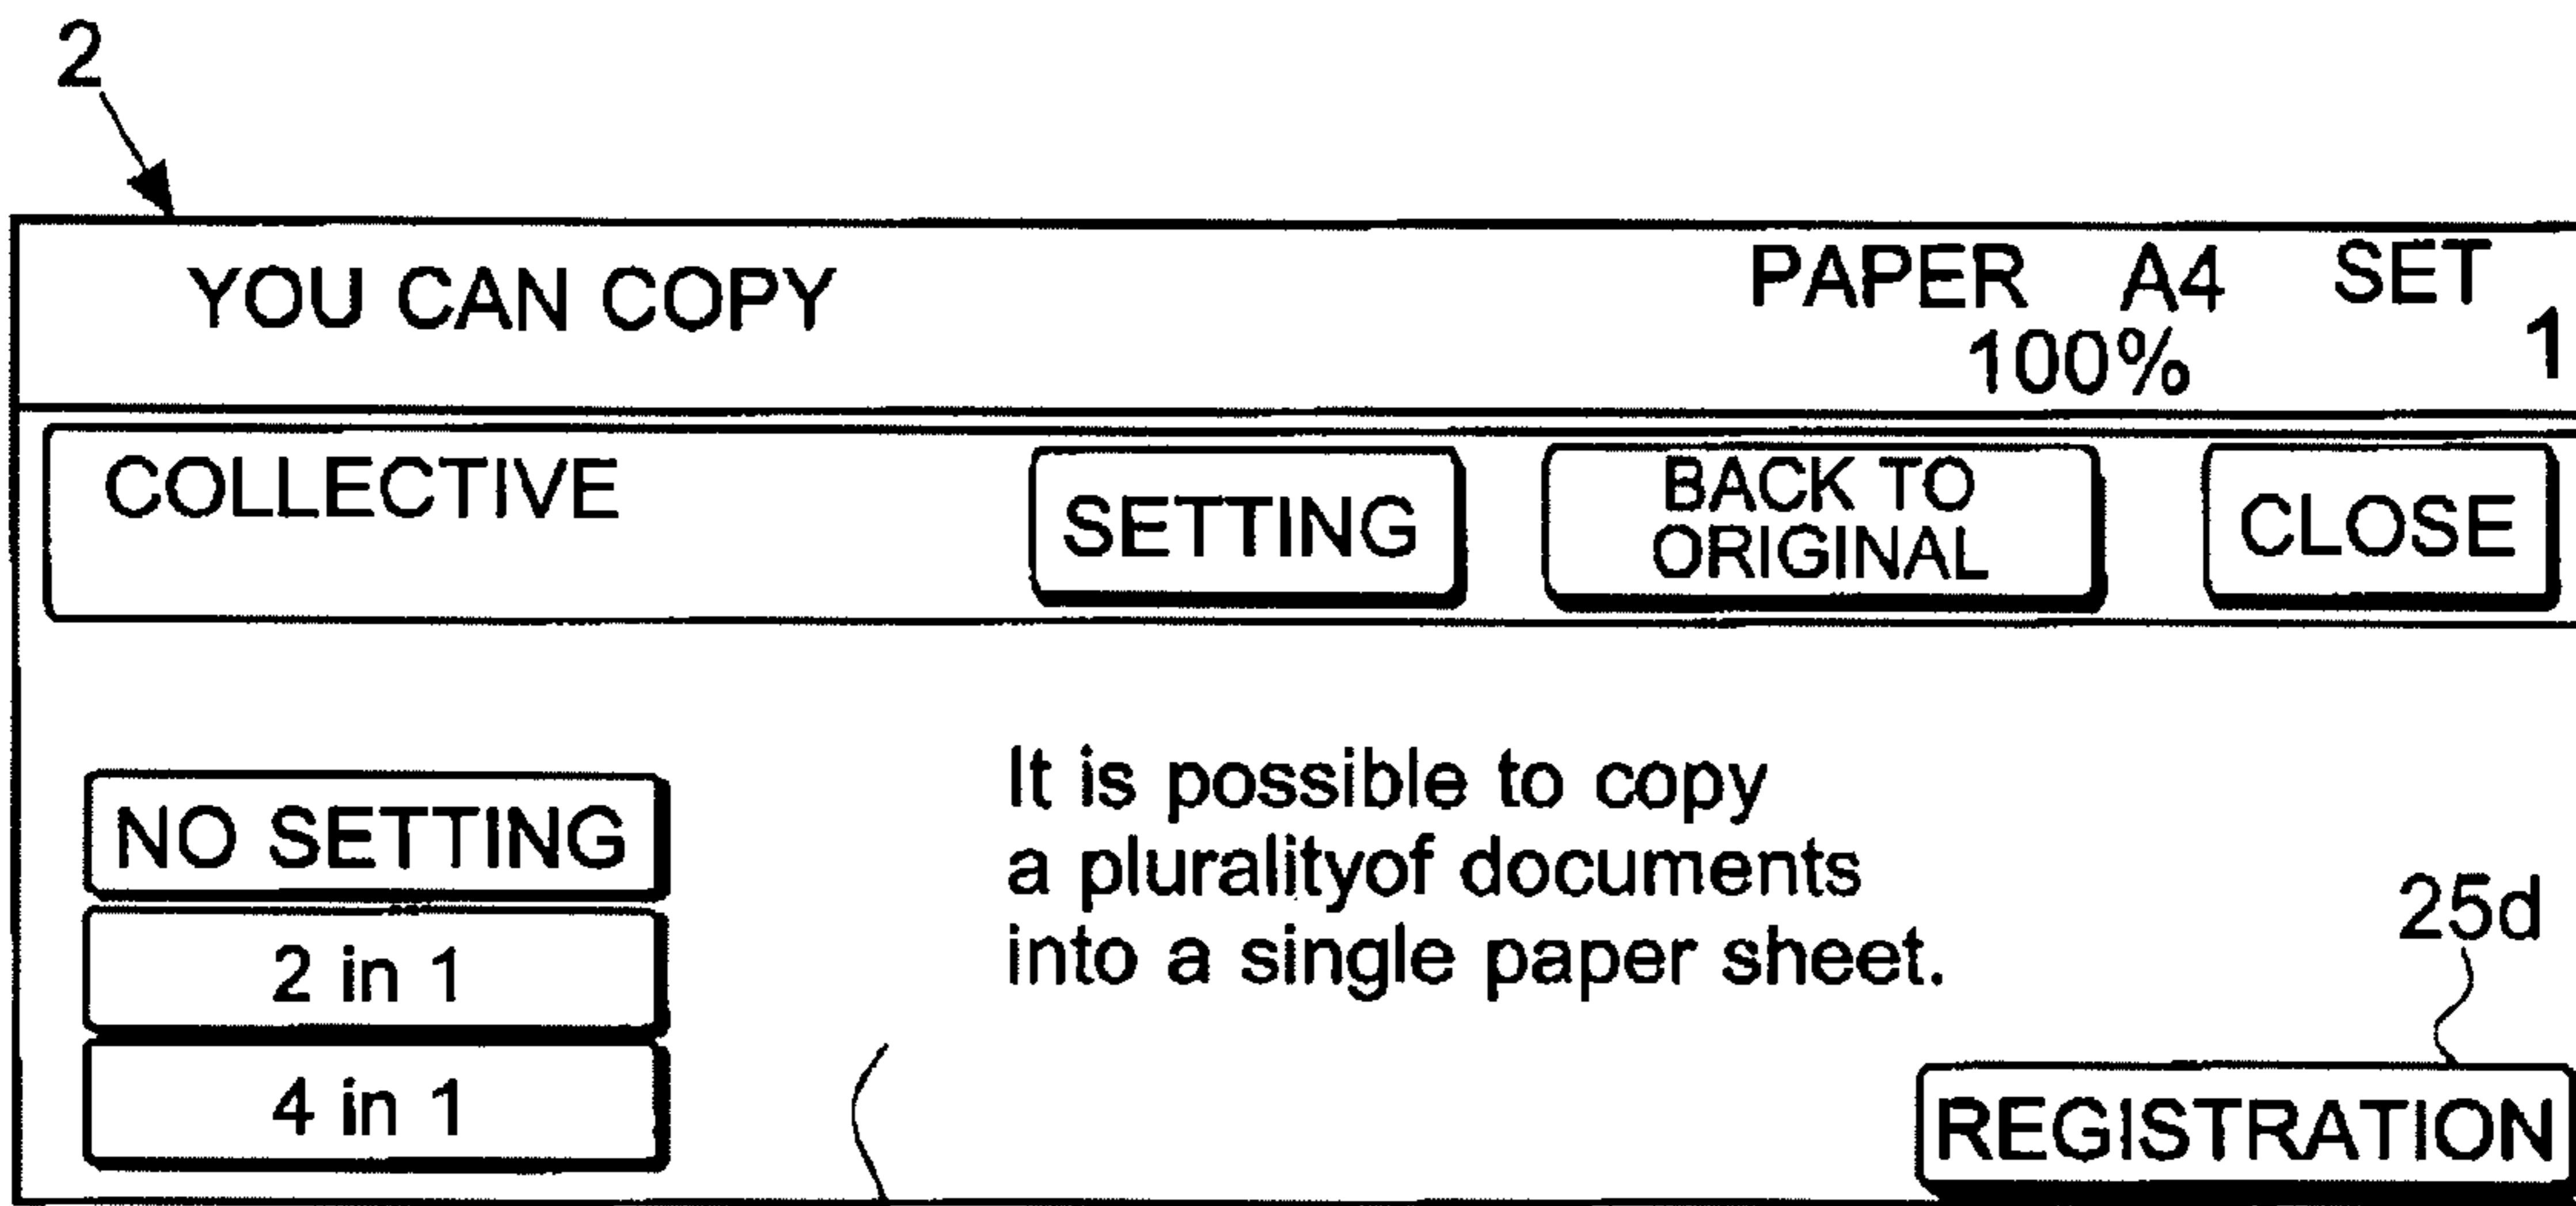 2
YOU CAN COPY
PAPER A4 SET
100% 1
COLLECTIVE
SETTING
BACK TO
ORIGINAL
CLOSE
NO SETTING
2 in 1
4 in 1
It is possible to copy
a pluralityof documents
into a single paper sheet.
25d
REGISTRATION